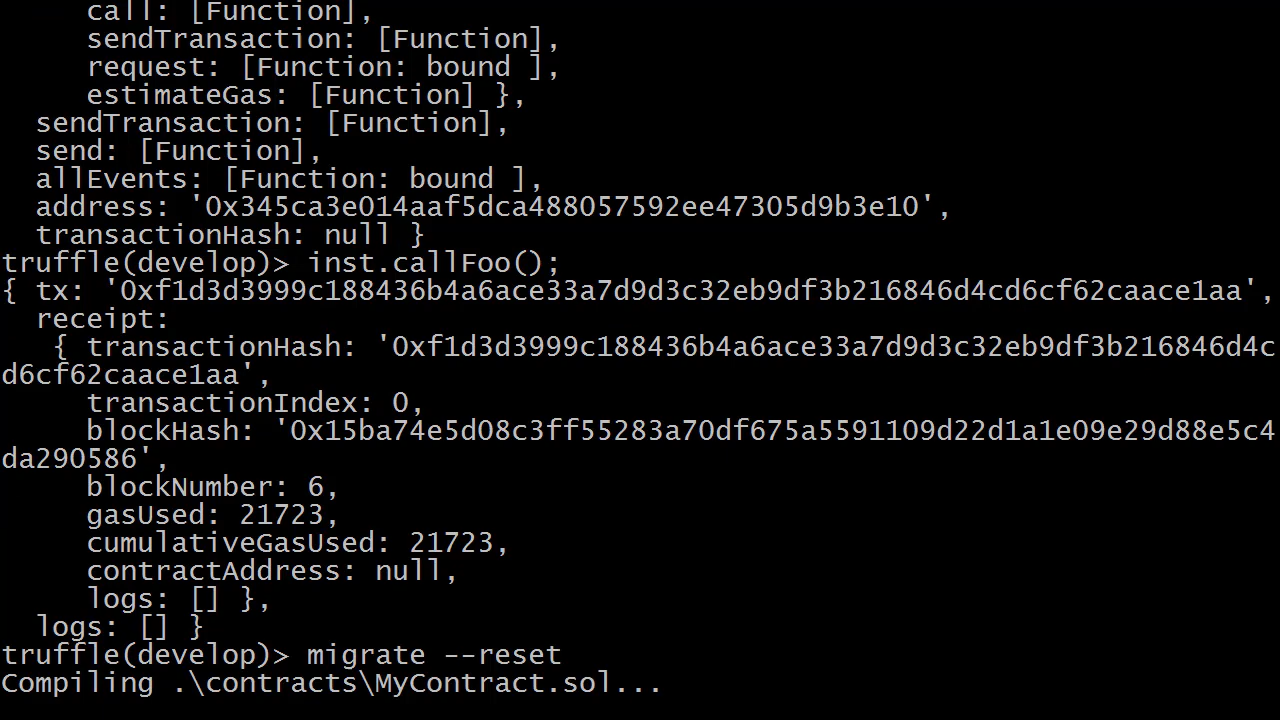 call: [Function],
sendTransaction: [Function],
request: [Function: bound ],
estimateGas: [Function] },
sendTransaction: [Function],
send: [Function],
allEvents: [Function: bound ],
address: '0x345ca3e014aaf5dca488057592ee47305d9b3e10',
transactionHash: null }
truffle(develop)> inst.callFoo();
{ tx: '0xf1d3d3999c188436b4a6ace33a7d9d3c32eb9df3b216846d4cd6cf62caace1aa',
receipt:
{ transactionHash: '0xf1d3d3999c188436b4a6ace33a7d9d3c32eb9df3b216846d4c
d6cf62caace1aa',
transactionIndex: 0,
blockHash: '0x15ba74e5d08c3ff55283a70df675a5591109d22d1a1e09e29d88e5c4
da290586',
blockNumber: 6,
gasUsed: 21723,
cumulativeGasUsed: 21723,
contractAddress: null,
logs: [] },
logs: [] }
truffle(develop)> migrate --reset
Compiling .\contracts\MyContract.sol...